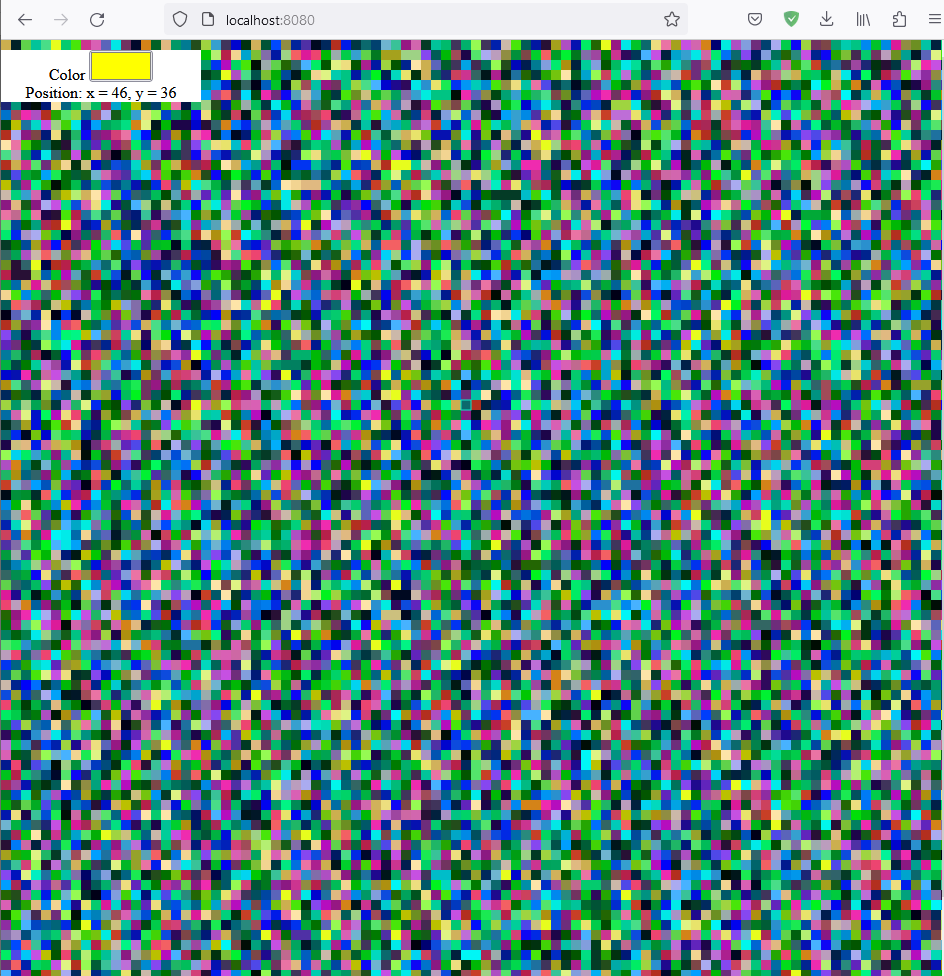 localhost:8080
Color
Position: x = 46, y = 36